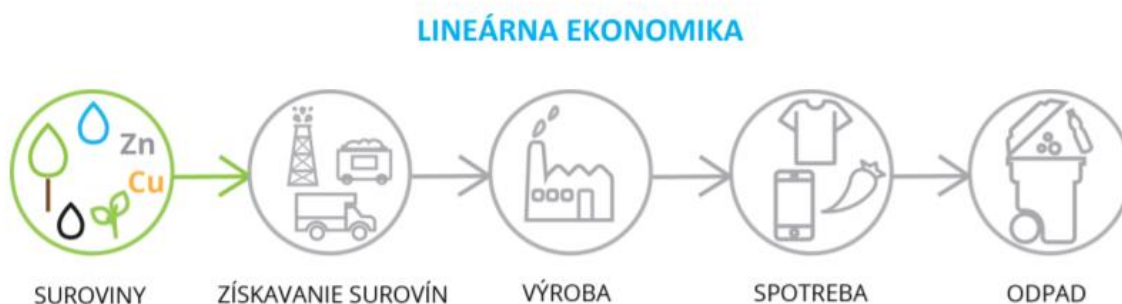 LINEÁRNA EKONOMIKA
Zn
Cu
SUROVINY
ZÍSKAVANIE SUROVÍN
VÝROBA
SPOTREBA
ODPAD